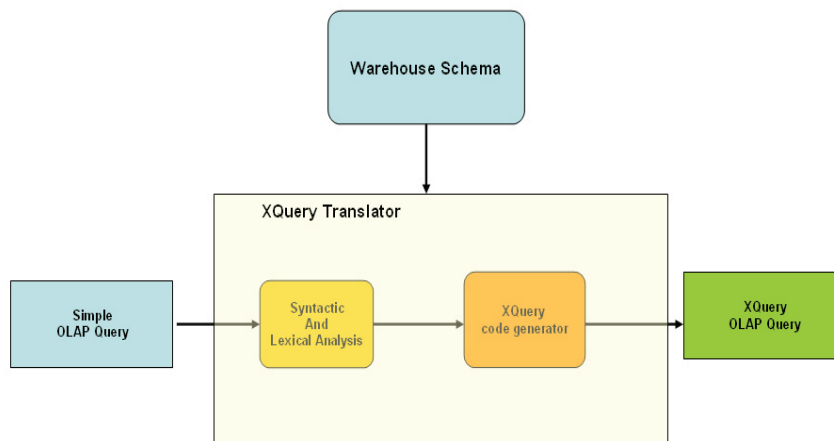 Warehouse Schema
XQuery Translator
Simple
OLAP Query
Syntactic
And
Lexical Analysis
XQuery
code generator
XQuery
OLAP Query